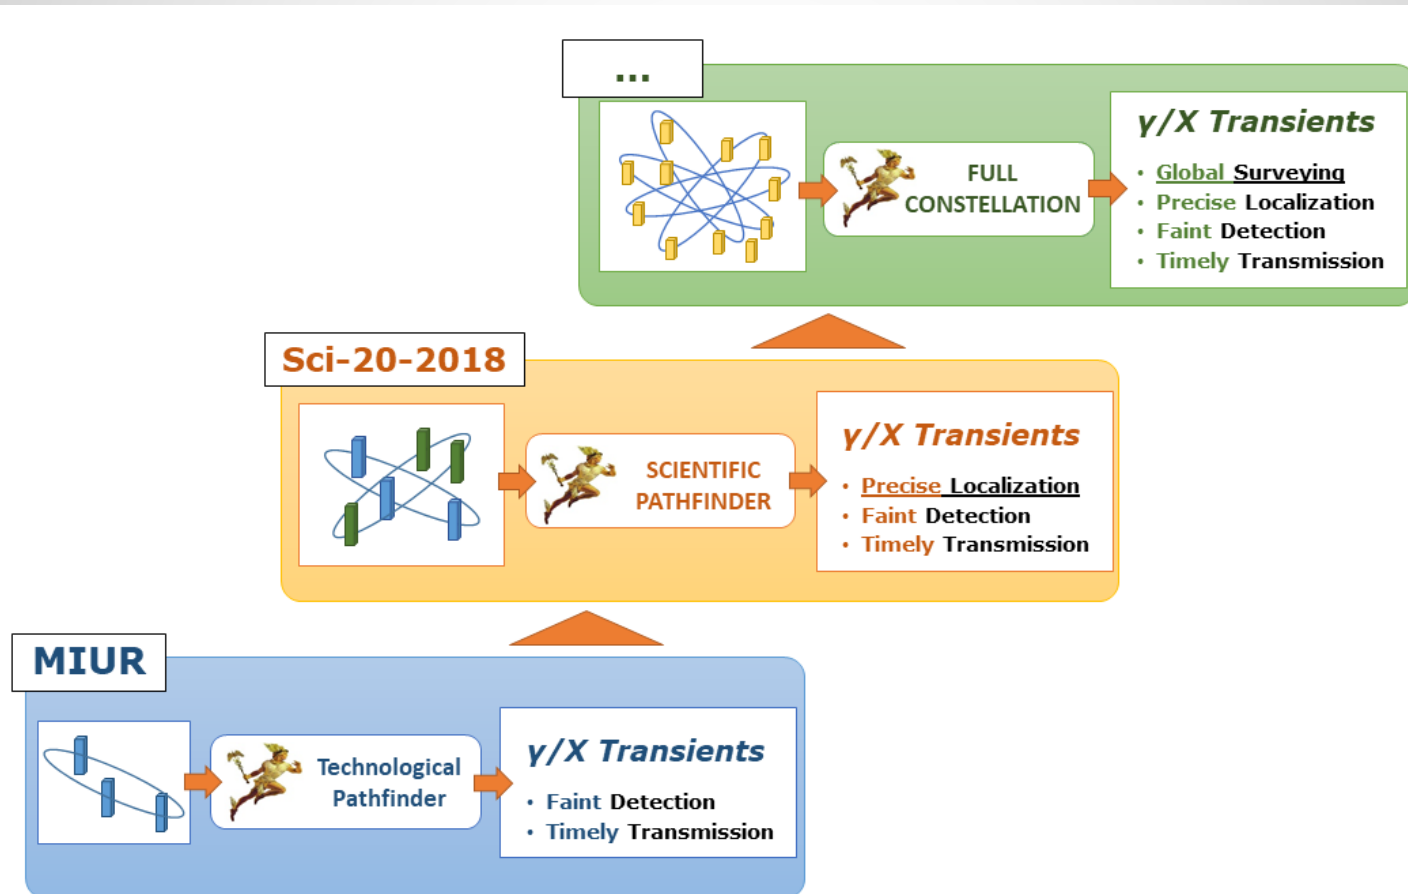 ...
γ/X Transients
• Global Surveying
• Precise Localization
• Faint Detection
• Timely Transmission
FULL
CONSTELLATION
Sci-20-2018
γ/X Transients
• Precise Localization
• Faint Detection
• Timely Transmission
SCIENTIFIC
PATHFINDER
MIUR
γ/X Transients
• Faint Detection
• Timely Transmission
Technological
Pathfinder